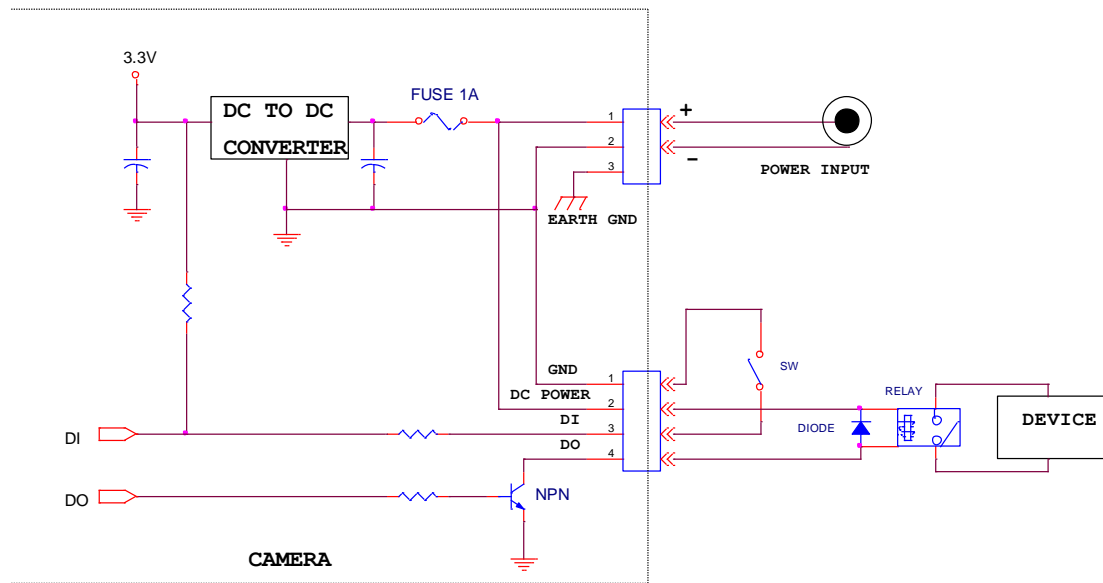 3.3V
FUSE 1A
DC TO DC
CONVERTER
1
2
3
+
-
POWER INPUT
EARTH GND
GND
DC POWER
DI
DO
1
2
3
4
SW
RELAY
DIODE
DEVICE
DI
DO
NPN
CAMERA